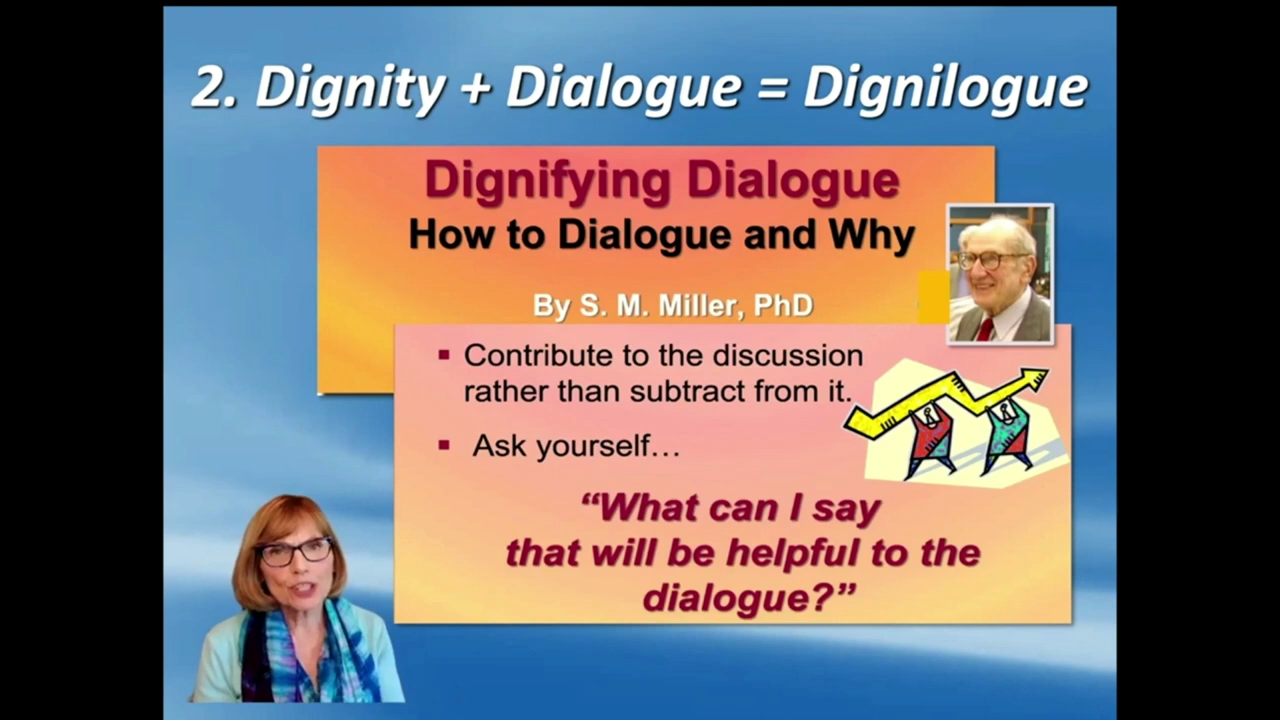 2. Dignity + Dialogue = Dignilogue
Dignifying Dialogue
How to Dialogue and Why
By S. M. Miller, PhD
▪ Contribute to the discussion
rather than subtract from it.
▪ Ask yourself…
“What can I say
that will be helpful to the
dialogue?”